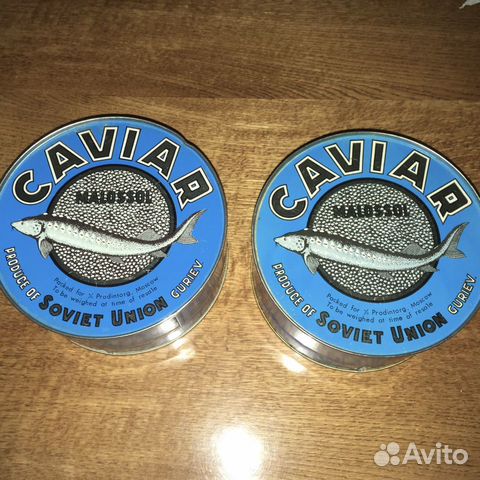 CAVIAR
MALOSSOL
Packed for V/O Prodintorg, Moscow
To be weighed at time of resale
PRODUCE OF SOVIET UNION GURIEV.
CAVIAR
MALOSSOL
Packed for V/O Prodintorg, Moscow
To be weighed at time of resale
PRODUCE OF SOVIET UNION GURIEV.
Avito